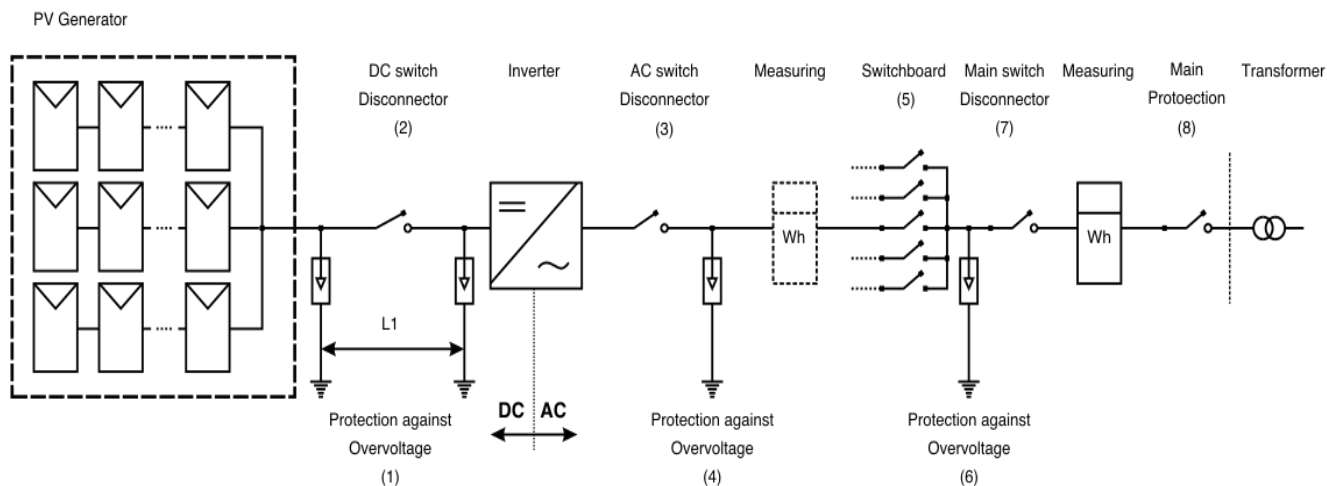 PV Generator
DC switch
Disconnector
(2)
Inverter
AC switch
Disconnector
(3)
Measuring
Switchboard
(5)
Main switch
Disconnector
(7)
Measuring
Main
Protoection
(8)
Transformer
Wh
Wh
L1
DC
AC
Protection against
Overvoltage
(1)
Protection against
Overvoltage
(4)
Protection against
Overvoltage
(6)